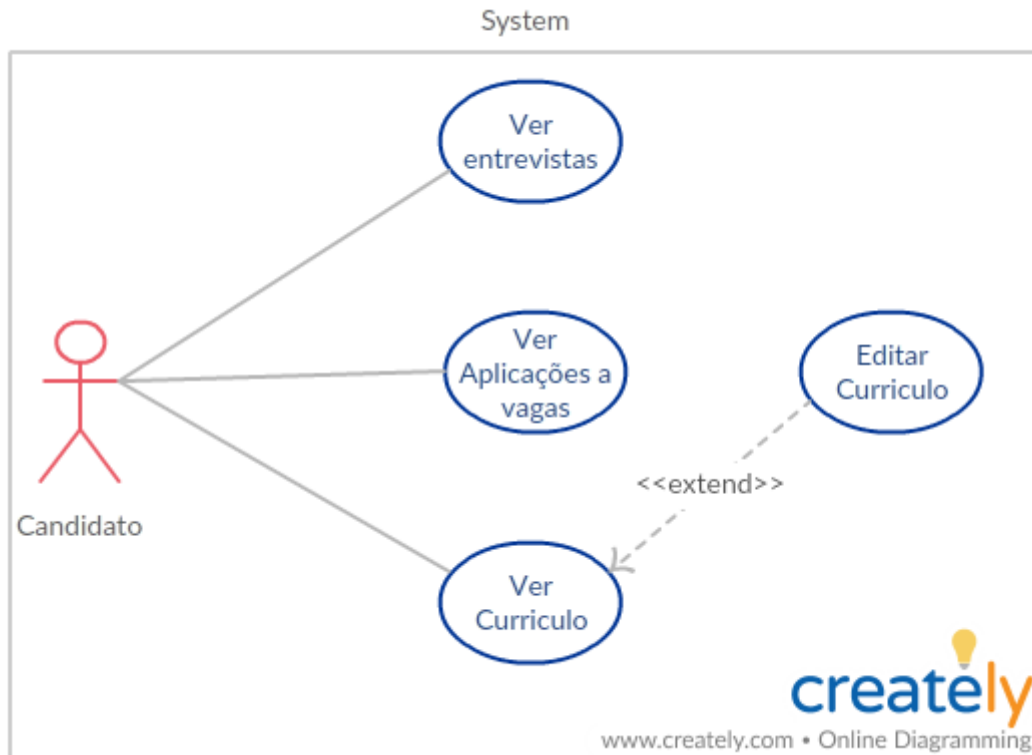 System
Ver
entrevistas
Ver
Aplicações a
vagas
Editar
Curriculo
<<extend>>
Candidato
Ver
Curriculo
creately
www.creately.com • Online Diagramming